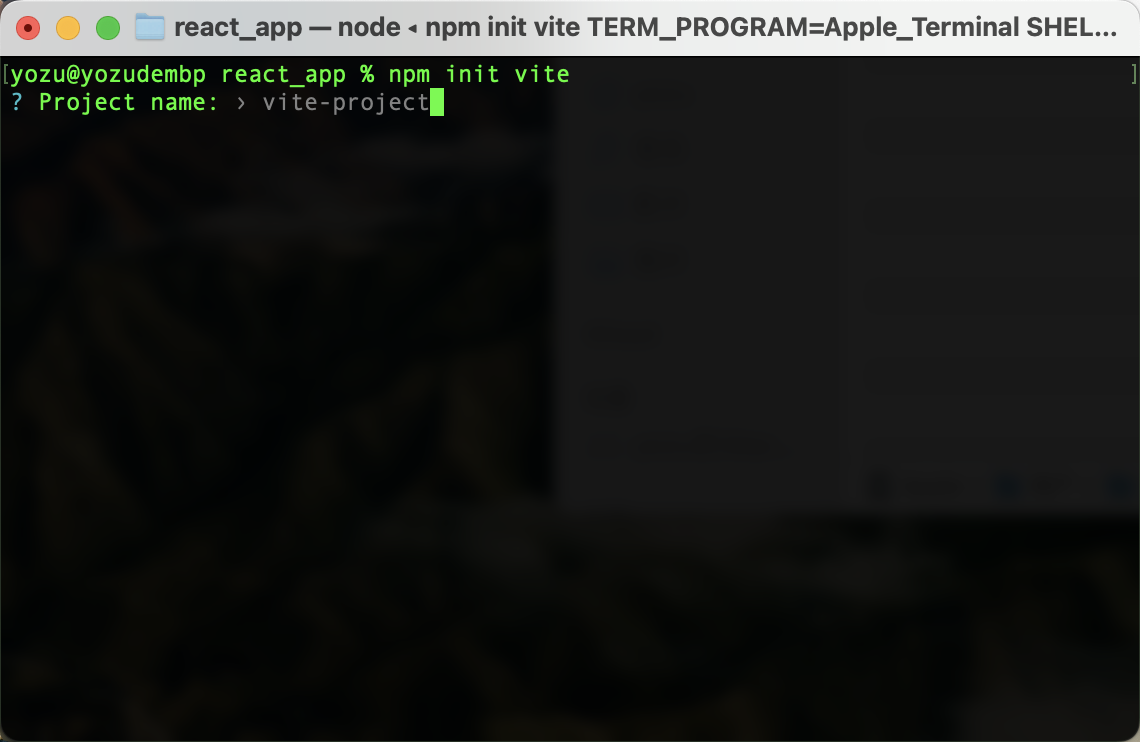 react_app — node ◂ npm init vite TERM_PROGRAM=Apple_Terminal SHEL...
[yozu@yozudembp react_app % npm init vite ]
? Project name: › vite-project